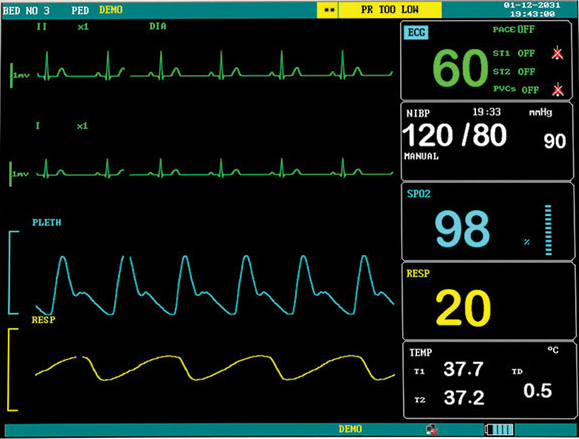 BED NO 3 PED DEMO ** PR TOO LOW 01-12-2031
19:43:00
II x1 DIA
1mv
I x1
1mv
PLETH
RESP
ECG PACE OFF
60
ST1 OFF
ST2 OFF
PVCs OFF
NIBP 19:33 mmHg
120/80 90
MANUAL
SPO2
98 %
RESP
20
TEMP °C
T1 37.7 TD
T2 37.2 0.5
DEMO